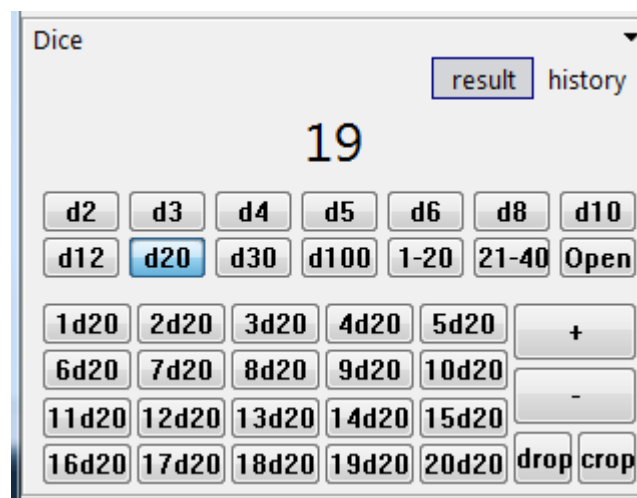 Dice
result history
19
d2 d3 d4 d5 d6 d8 d10
d12 d20 d30 d100 1-20 21-40 Open
1d20 2d20 3d20 4d20 5d20 +
6d20 7d20 8d20 9d20 10d20
-
11d20 12d20 13d20 14d20 15d20
16d20 17d20 18d20 19d20 20d20 drop crop